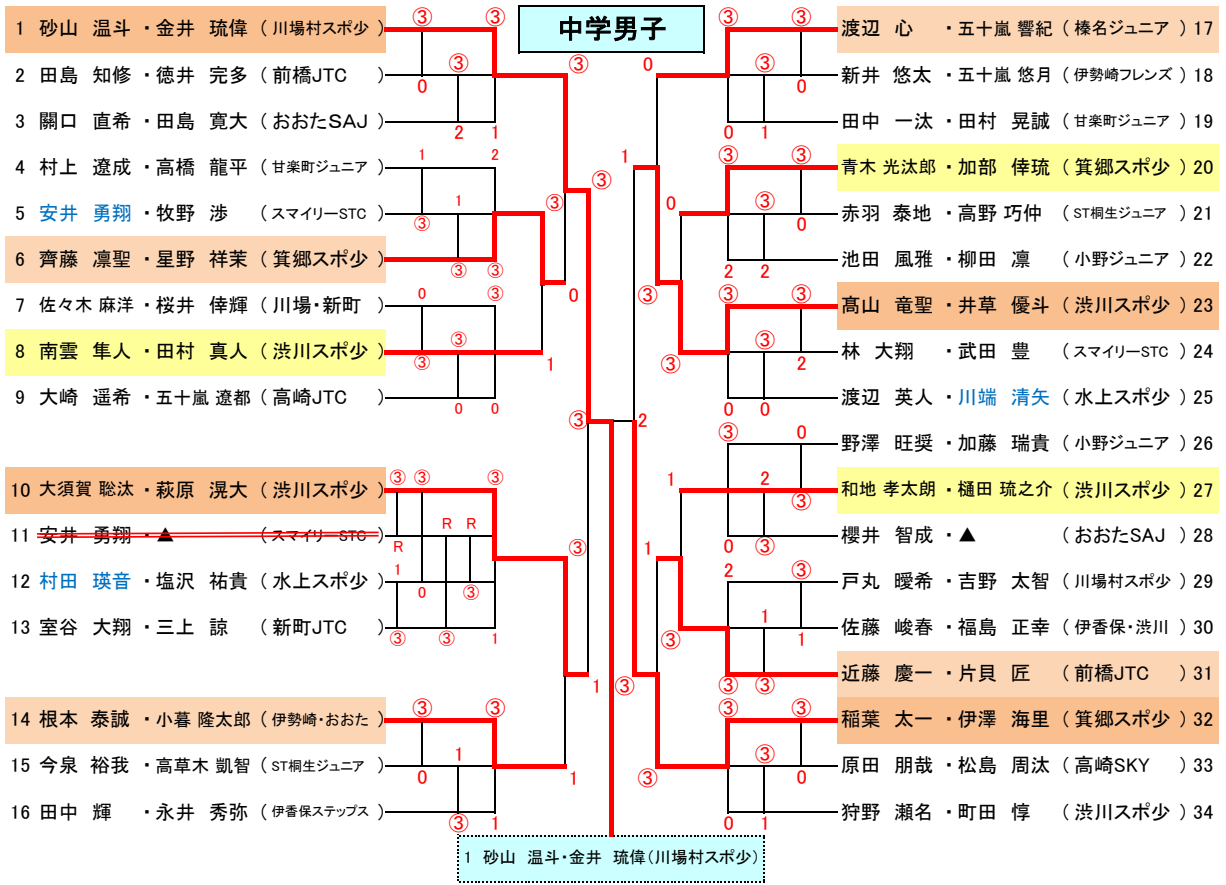 中学男子
1 砂山 温斗・金井 琉偉 (川場村スポ少)
2 田島 知修・徳井 完多 (前橋JTC)
3 關口 直希・田島 寛大 (おおたSAJ)
4 村上 遼成・高橋 龍平 (甘楽町ジュニア)
5 安井 勇翔・牧野 渉 (スマイリーSTC)
6 齊藤 凛聖・星野 祥茉 (箕郷スポ少)
7 佐々木 麻洋・桜井 倖輝 (川場・新町)
8 南雲 隼人・田村 真人 (渋川スポ少)
9 大崎 遥希・五十嵐 遼都 (高崎JTC)
10 大須賀 聡汰・萩原 滉大 (渋川スポ少)
11 安井 勇翔・▲ (スマイリーSTC)
12 村田 瑛音・塩沢 祐貴 (水上スポ少)
13 室谷 大翔・三上 諒 (新町JTC)
14 根本 泰誠・小暮 隆太郎 (伊勢崎・おおた)
15 今泉 裕我・高草木 凱智 (ST桐生ジュニア)
16 田中 輝・永井 秀弥 (伊香保ステップス)
渡辺 心・五十嵐 響紀 (榛名ジュニア) 17
新井 悠太・五十嵐 悠月 (伊勢崎フレンズ) 18
田中 一汰・田村 晃誠 (甘楽町ジュニア) 19
青木 光汰郎・加部 倖琉 (箕郷スポ少) 20
赤羽 泰地・高野 巧仲 (ST桐生ジュニア) 21
池田 風雅・柳田 凛 (小野ジュニア) 22
髙山 竜聖・井草 優斗 (渋川スポ少) 23
林 大翔・武田 豊 (スマイリーSTC) 24
渡辺 英人・川端 清矢 (水上スポ少) 25
野澤 旺奨・加藤 瑞貴 (小野ジュニア) 26
和地 孝太朗・樋田 琉之介 (渋川スポ少) 27
櫻井 智成・▲ (おおたSAJ) 28
戸丸 曖希・吉野 太智 (川場村スポ少) 29
佐藤 峻春・福島 正幸 (伊香保・渋川) 30
近藤 慶一・片貝 匠 (前橋JTC) 31
稲葉 太一・伊澤 海里 (箕郷スポ少) 32
原田 朋哉・松島 周汰 (高崎SKY) 33
狩野 瀬名・町田 惇 (渋川スポ少) 34
1 砂山 温斗・金井 琉偉(川場村スポ少)